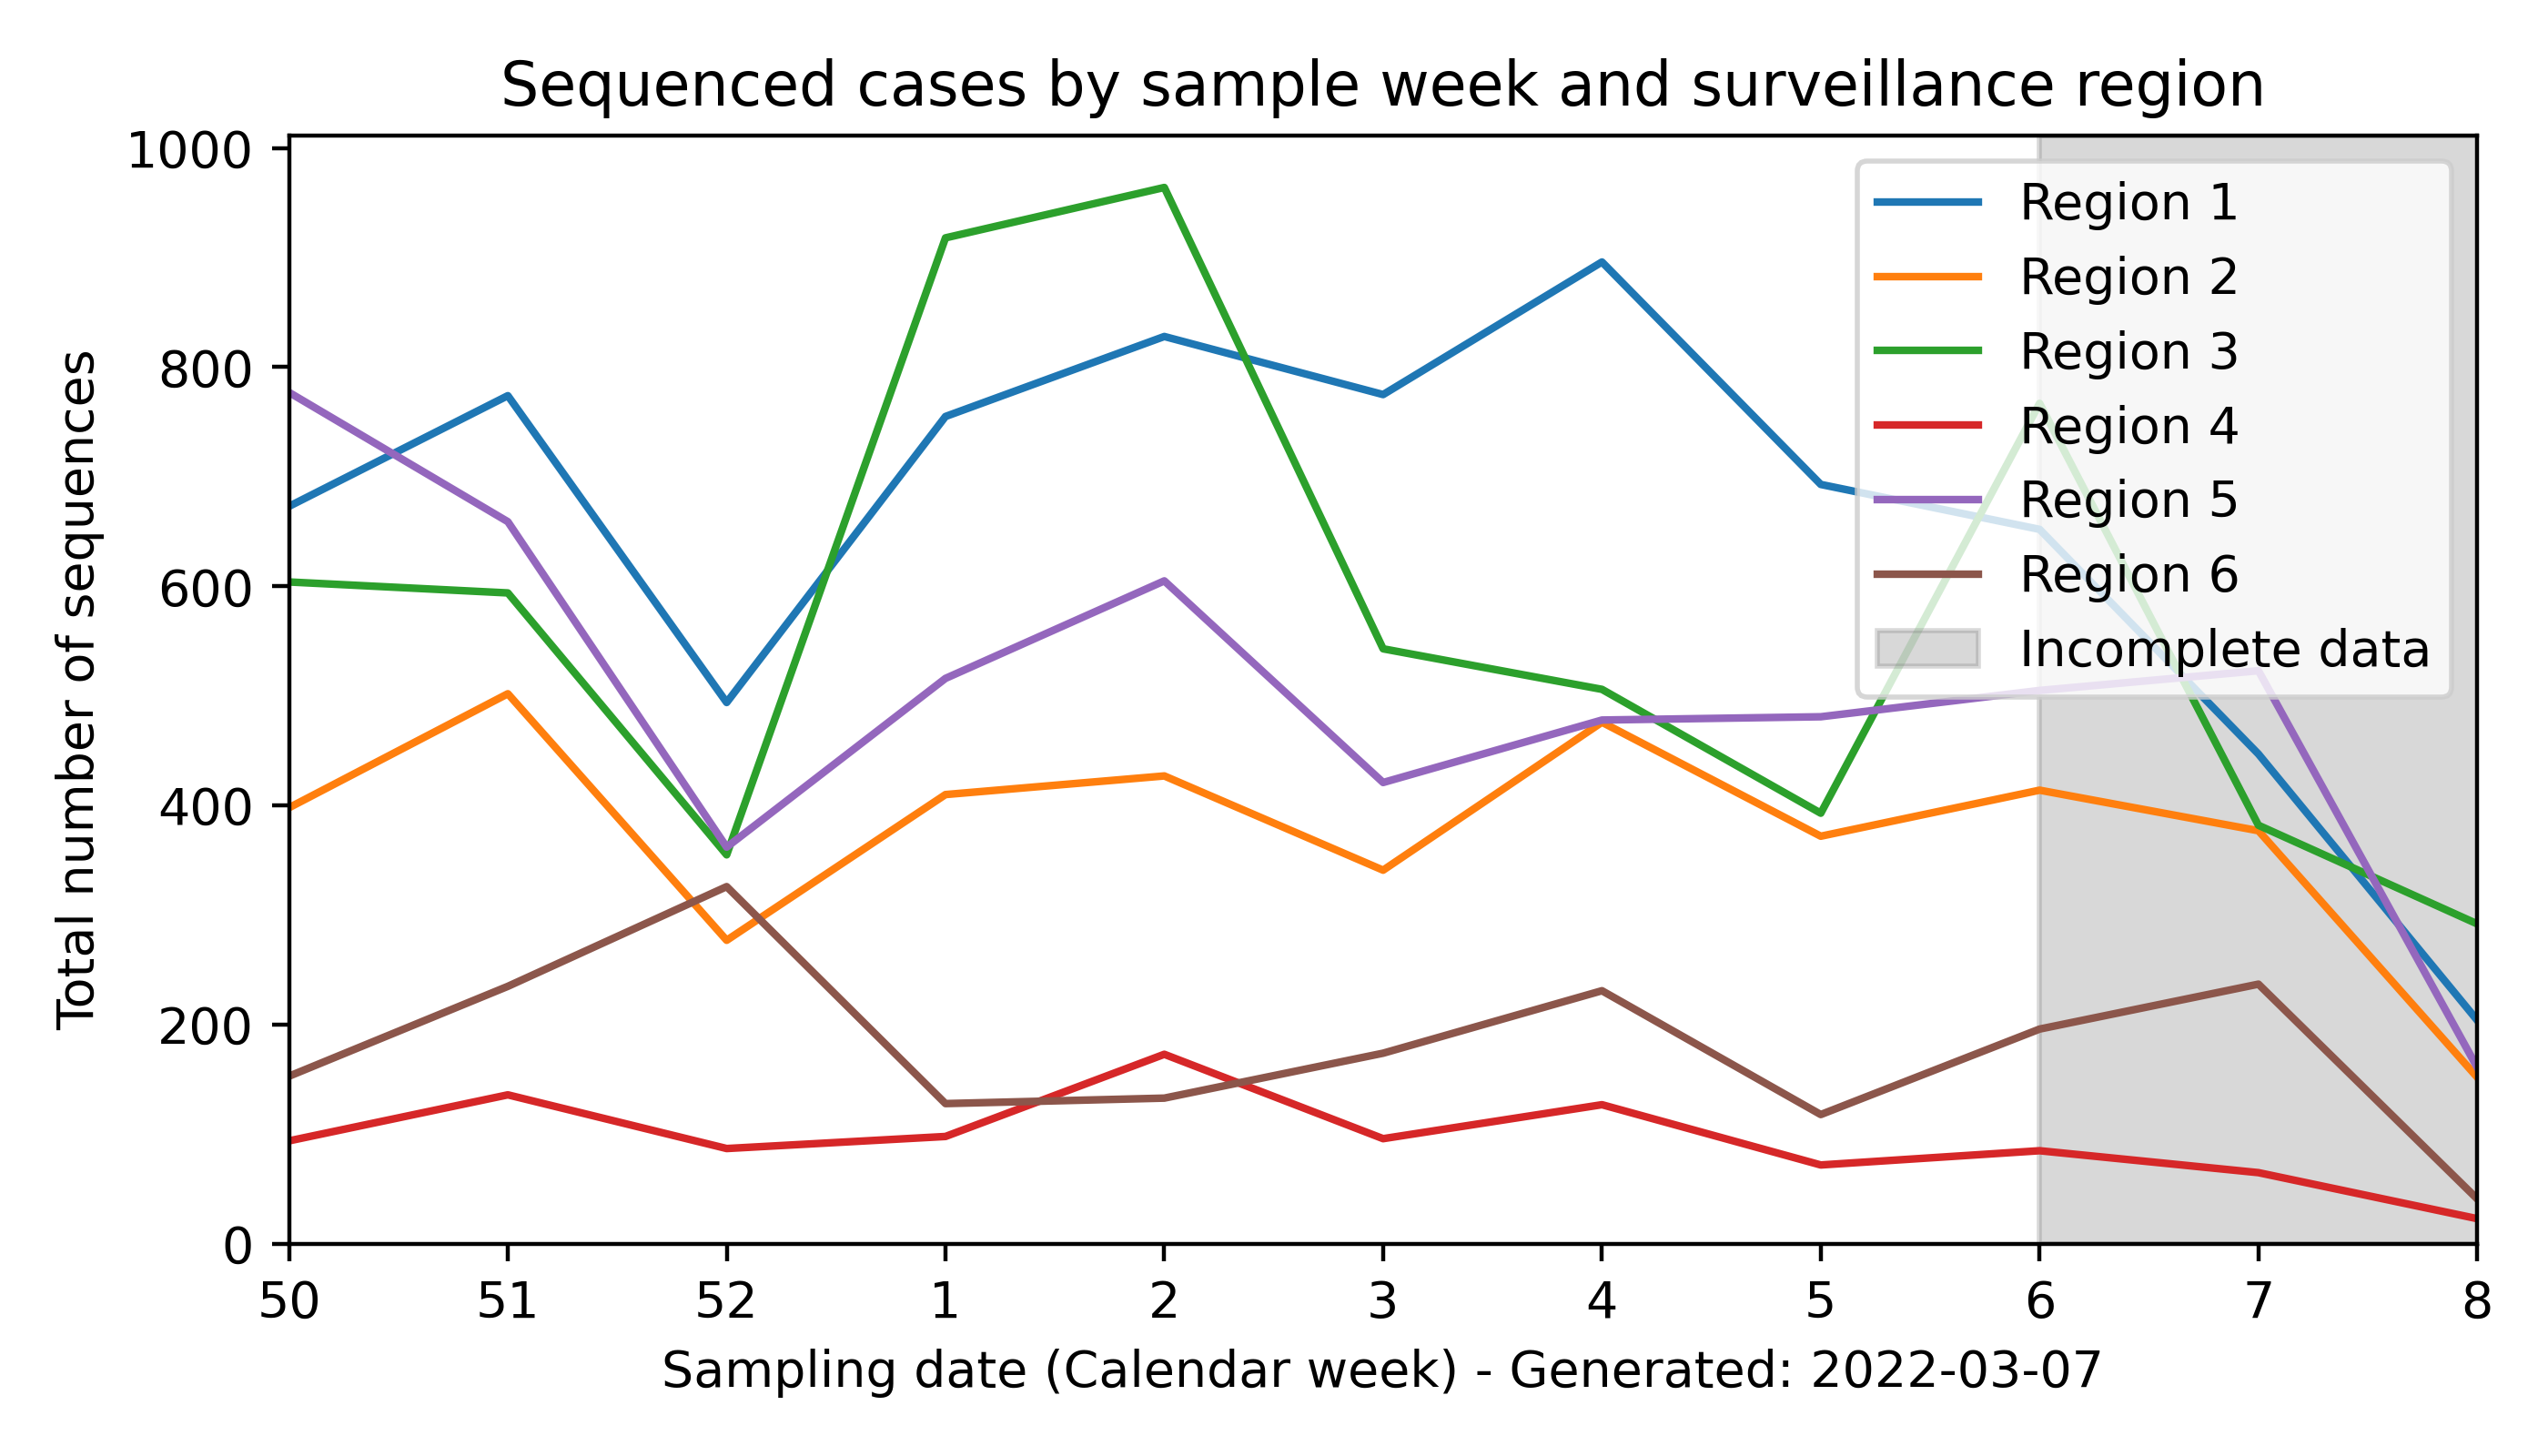 Sequenced cases by sample week and surveillance region
Total number of sequences
1000
800
600
400
200
0
Region 1
Region 2
Region 3
Region 4
Region 5
Region 6
Incomplete data
50 51 52 1 2 3 4 5 6 7 8
Sampling date (Calendar week) - Generated: 2022-03-07